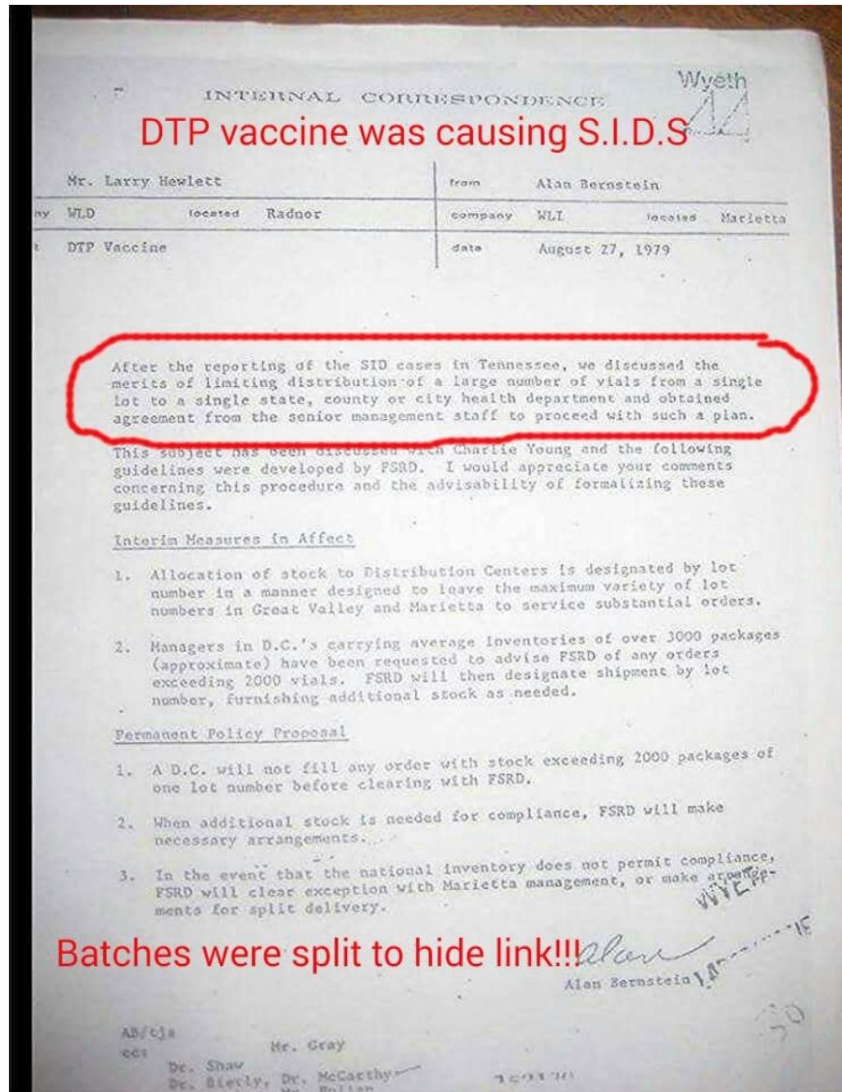 Wyeth
INTERNAL CORRESPONDENCE
DTP vaccine was causing S.I.D.S
Mr. Larry Hewlett from Alan Bernstein
ny WLD located Radnor company WLI located Marietta
t DTP Vaccine date August 27, 1979
After the reporting of the SID cases in Tennessee, we discussed the
merits of limiting distribution of a large number of vials from a single
lot to a single state, county or city health department and obtained
agreement from the senior management staff to proceed with such a plan.
This subject has been discussed with Charlie Young and the following
guidelines were developed by FSRD. I would appreciate your comments
concerning this procedure and the advisability of formalizing these
guidelines.
Interim Measures in Affect
1. Allocation of stock to Distribution Centers is designated by lot
number in a manner designed to leave the maximum variety of lot
numbers in Great Valley and Marietta to service substantial orders.
2. Managers in D.C.'s carrying average inventories of over 3000 packages
(approximate) have been requested to advise FSRD of any orders
exceeding 2000 vials. FSRD will then designate shipment by lot
number, furnishing additional stock as needed.
Permanent Policy Proposal
1. A D.C. will not fill any order with stock exceeding 2000 packages of
one lot number before clearing with FSRD.
2. When additional stock is needed for compliance, FSRD will make
necessary arrangements.
3. In the event that the national inventory does not permit compliance,
FSRD will clear exception with Marietta management, or make arrange-
ments for split delivery.
Batches were split to hide link!!!
Alan
Alan Bernstein
AB/cja
cc: Mr. Gray
Dr. Shaw
Dr. Bierly, Dr. McCarthy